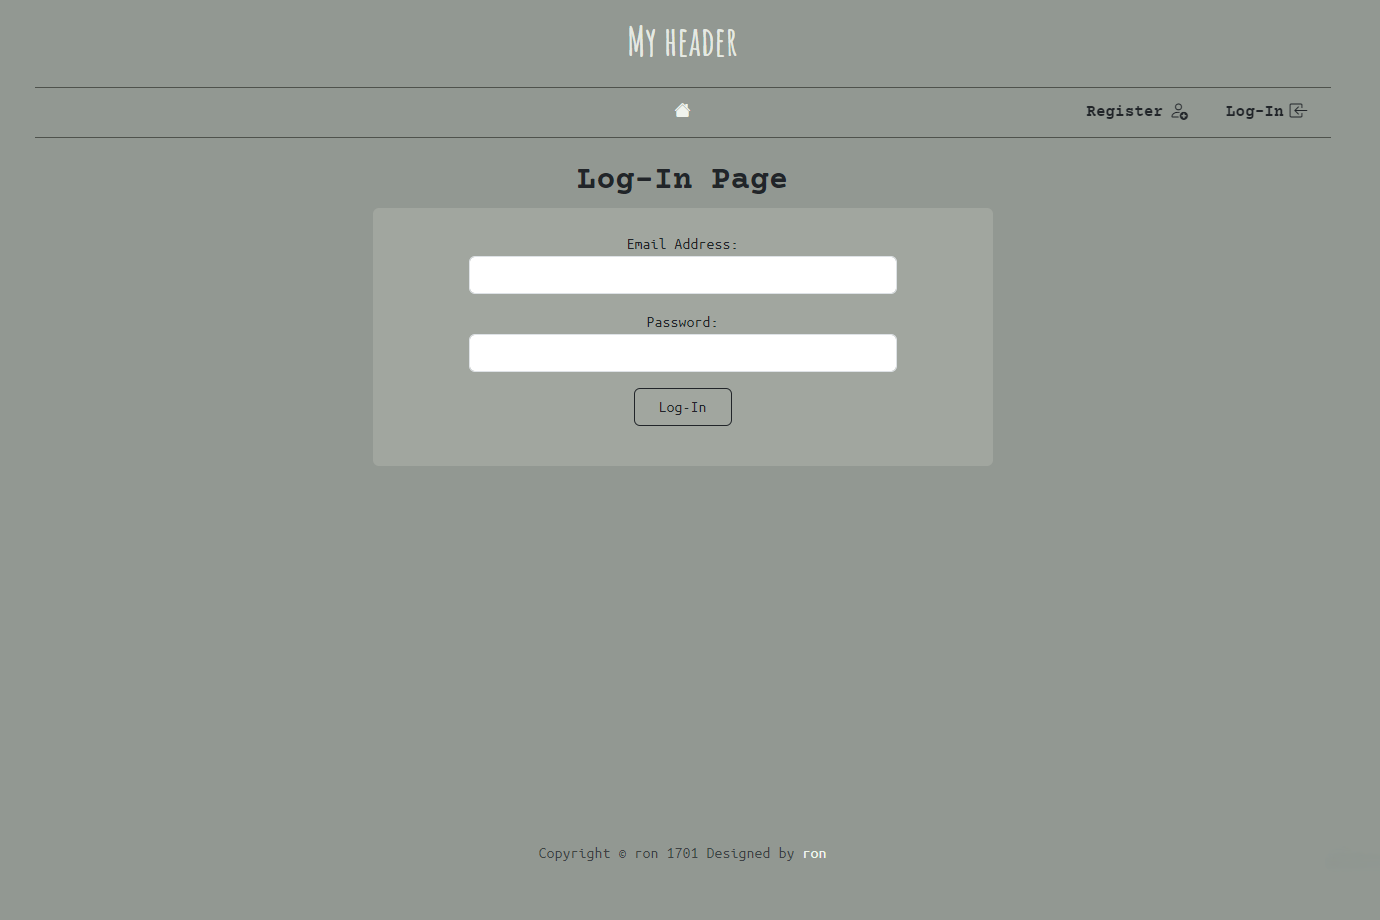 My header
Register Log-In
Log-In Page
Email Address:
Password:
Log-In
Copyright © ron 1701 Designed by ron